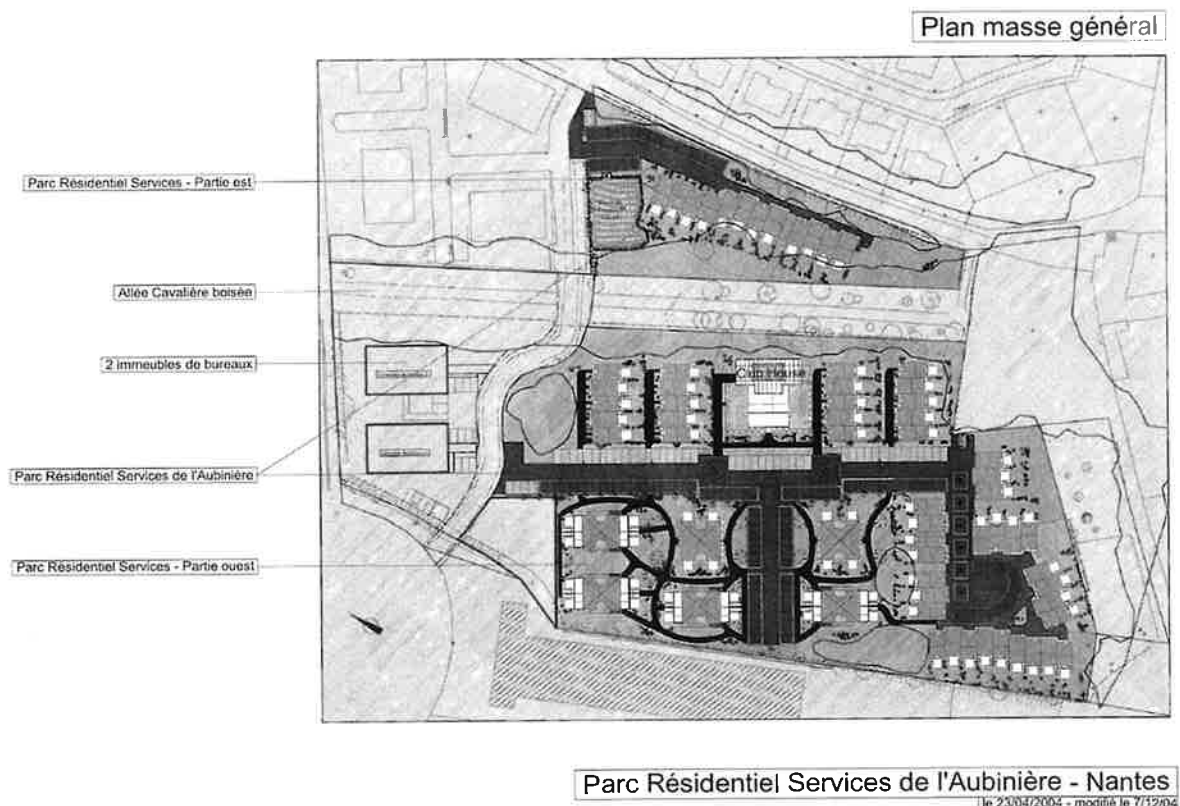 Plan masse général
Parc Résidentiel Services - Partie est
Allée Cavalière boisée
2 immeubles de bureaux
Club House
Parc Résidentiel Services de l'Aubinière
Parc Résidentiel Services - Partie ouest
Parc Résidentiel Services de l'Aubinière - Nantes
le 23/04/2004 - modifié le 7/12/04